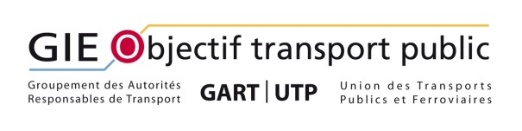 GIE Objectif transport public
Groupement des Autorités
Responsables de Transport
GART | UTP
Union des Transports
Publics et Ferroviaires